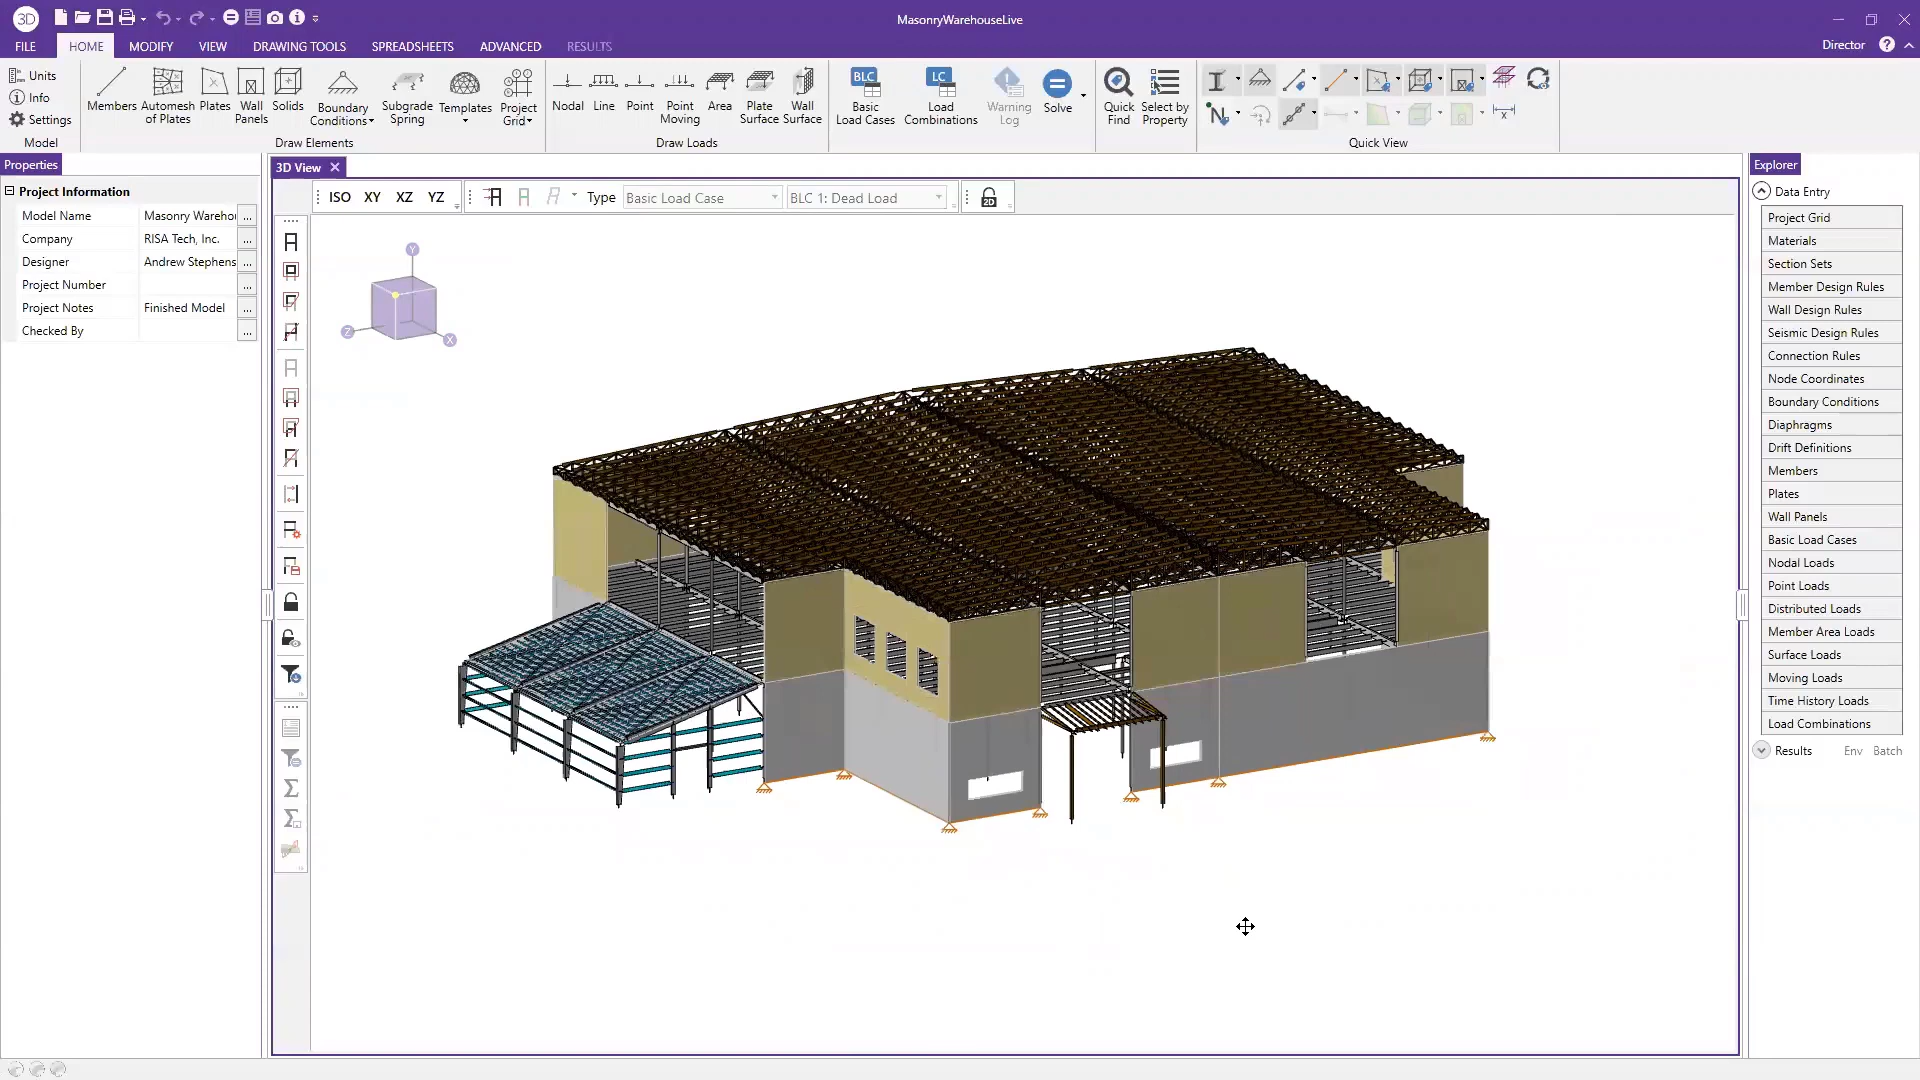 3D
MasonryWarehouseLive
FILE HOME MODIFY VIEW DRAWING TOOLS SPREADSHEETS ADVANCED RESULTS Director ?
Units
Info
Settings
Model
Members
Automesh of Plates
Plates
Wall Panels
Solids
Boundary Conditions
Subgrade Spring
Templates
Project Grid
Draw Elements
Nodal
Line
Point
Point Moving
Area
Plate Surface
Wall Surface
Draw Loads
BLC
Basic Load Cases
LC
Load Combinations
Warning Log
Solve
Quick Find
Select by Property
N
Quick View
Properties
Project Information
Model Name Masonry Warehou ...
Company RISA Tech, Inc. ...
Designer Andrew Stephens ...
Project Number ...
Project Notes Finished Model ...
Checked By ...
3D View
ISO XY XZ YZ Type Basic Load Case BLC 1: Dead Load 2D
Y
Z
X
Explorer
Data Entry
Project Grid
Materials
Section Sets
Member Design Rules
Wall Design Rules
Seismic Design Rules
Connection Rules
Node Coordinates
Boundary Conditions
Diaphragms
Drift Definitions
Members
Plates
Wall Panels
Basic Load Cases
Nodal Loads
Point Loads
Distributed Loads
Member Area Loads
Surface Loads
Moving Loads
Time History Loads
Load Combinations
Results Env Batch